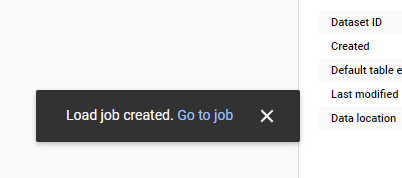 Dataset ID
Created
Default table e
Last modified
Data location
Load job created. Go to job